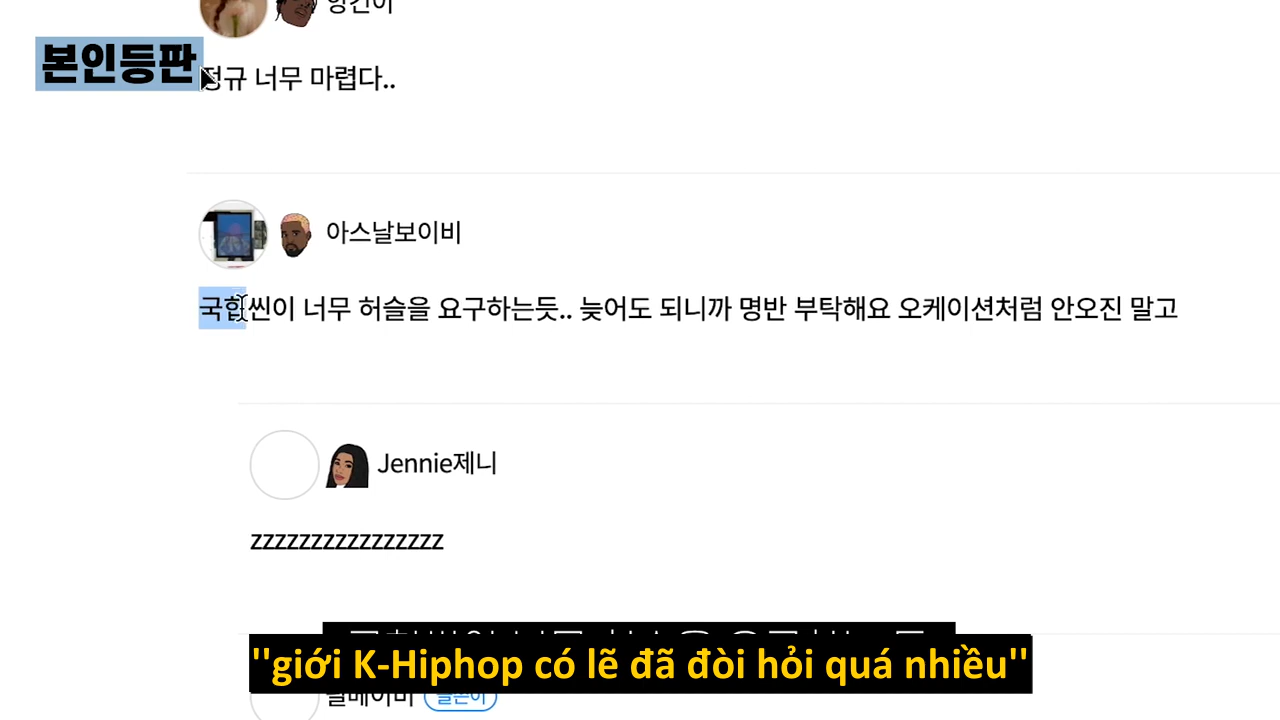 본인등판
정규 너무 마렵다..
아스날보이비
국힙씬이 너무 허슬을 요구하는듯.. 늦어도 되니까 명반 부탁해요 오케이션처럼 안오진 말고
Jennie제니
zzzzzzzzzzzzzzzz
"giới K-Hiphop có lẽ đã đòi hỏi quá nhiều"